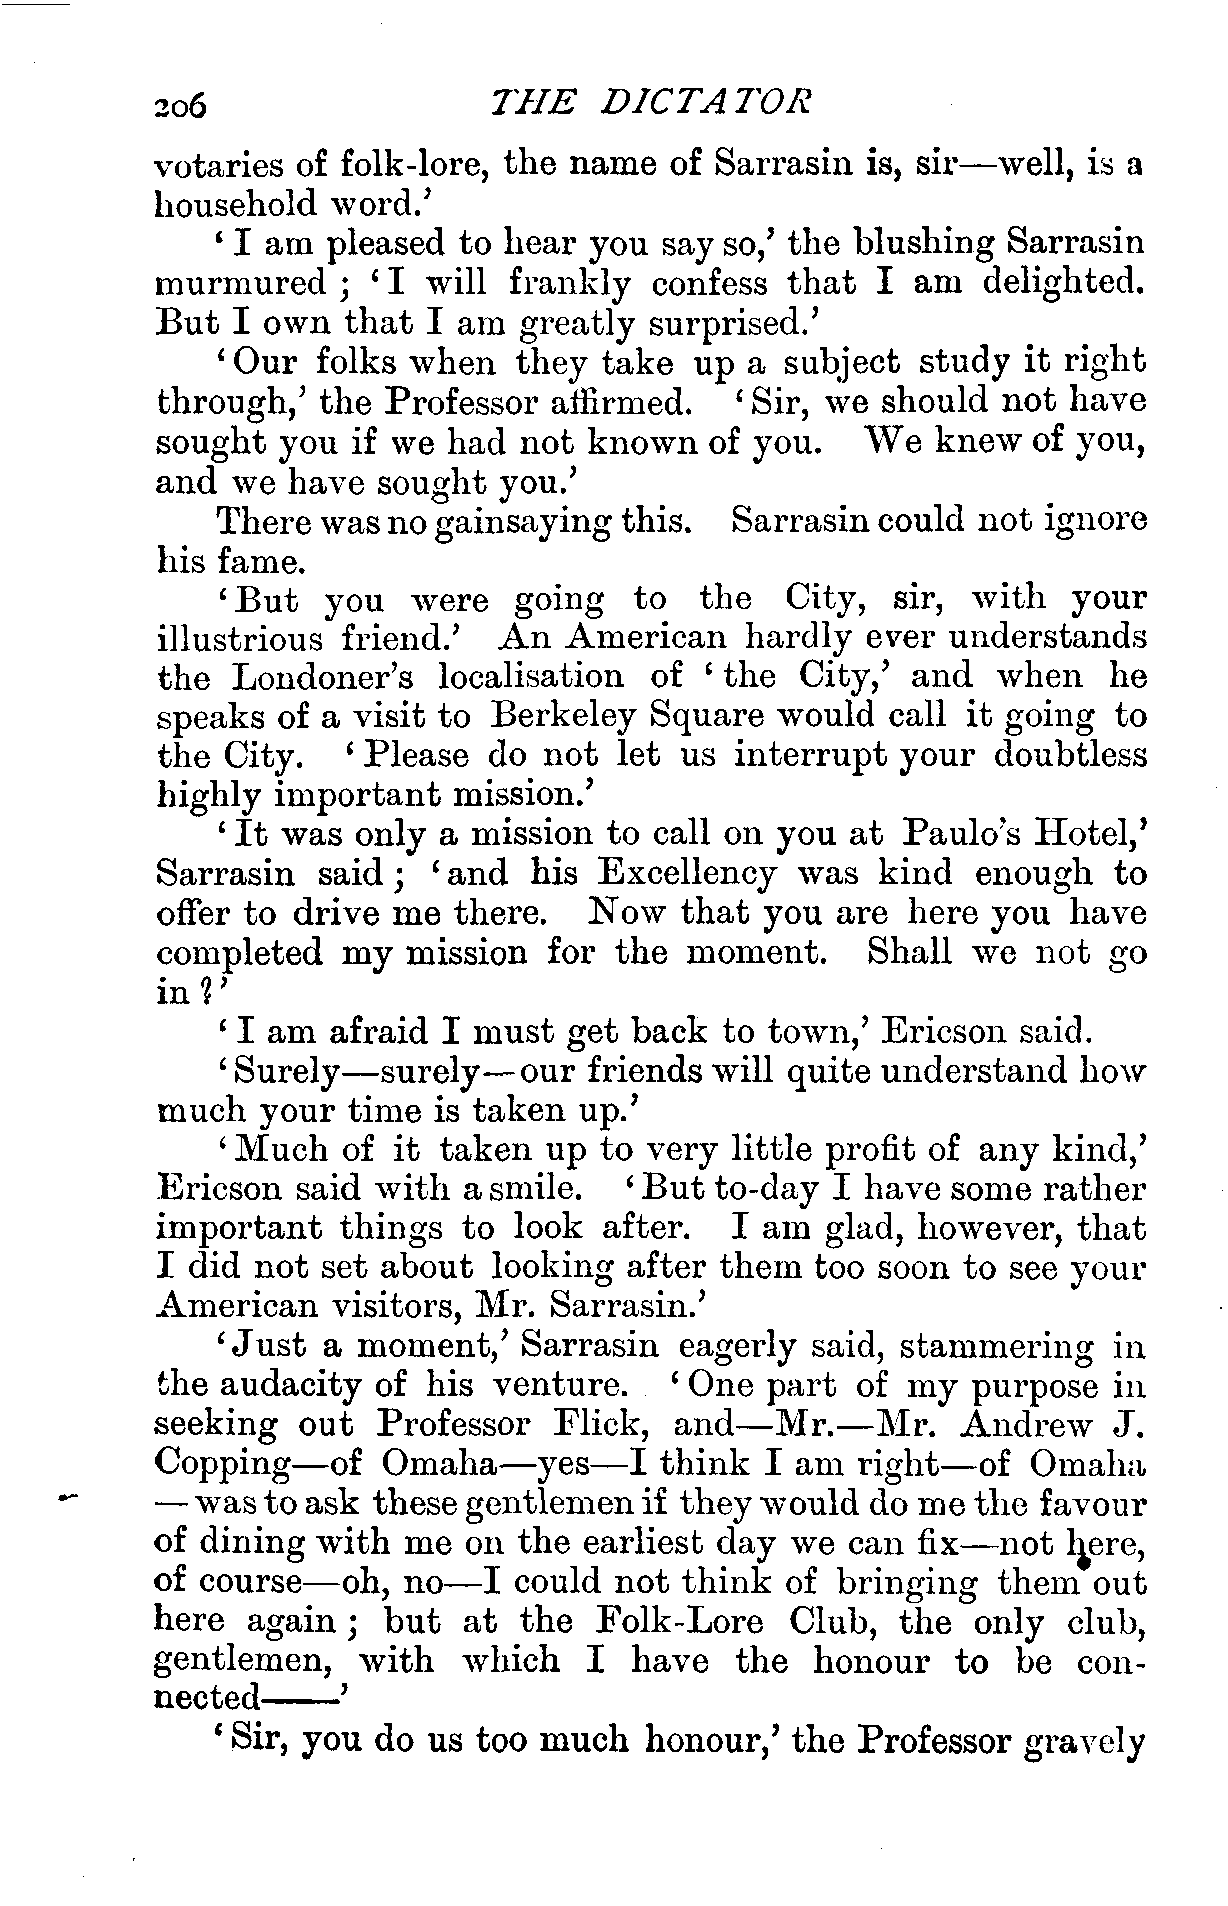 206 THE DICTATOR
votaries of folk-lore, the name of Sarrasin is, sir—well, is a
household word.’
‘I am pleased to hear you say so,’ the blushing Sarrasin
murmured; ‘I will frankly confess that I am delighted.
But I own that I am greatly surprised.’
‘Our folks when they take up a subject study it right
through,’ the Professor affirmed. ‘Sir, we should not have
sought you if we had not known of you. We knew of you,
and we have sought you.’
There was no gainsaying this. Sarrasin could not ignore
his fame.
‘But you were going to the City, sir, with your
illustrious friend.’ An American hardly ever understands
the Londoner’s localisation of ‘the City,’ and when he
speaks of a visit to Berkeley Square would call it going to
the City. ‘Please do not let us interrupt your doubtless
highly important mission.’
‘It was only a mission to call on you at Paulo’s Hotel,’
Sarrasin said; ‘and his Excellency was kind enough to
offer to drive me there. Now that you are here you have
completed my mission for the moment. Shall we not go
in?’
‘I am afraid I must get back to town,’ Ericson said.
‘Surely—surely—our friends will quite understand how
much your time is taken up.’
‘Much of it taken up to very little profit of any kind,’
Ericson said with a smile. ‘But to-day I have some rather
important things to look after. I am glad, however, that
I did not set about looking after them too soon to see your
American visitors, Mr. Sarrasin.’
‘Just a moment,’ Sarrasin eagerly said, stammering in
the audacity of his venture. ‘One part of my purpose in
seeking out Professor Flick, and—Mr.—Mr. Andrew J.
Copping—of Omaha—yes—I think I am right—of Omaha
—was to ask these gentlemen if they would do me the favour
of dining with me on the earliest day we can fix—not here,
of course—oh, no—I could not think of bringing them out
here again; but at the Folk-Lore Club, the only club,
gentlemen, with which I have the honour to be con-
nected——’
‘Sir, you do us too much honour,’ the Professor gravely